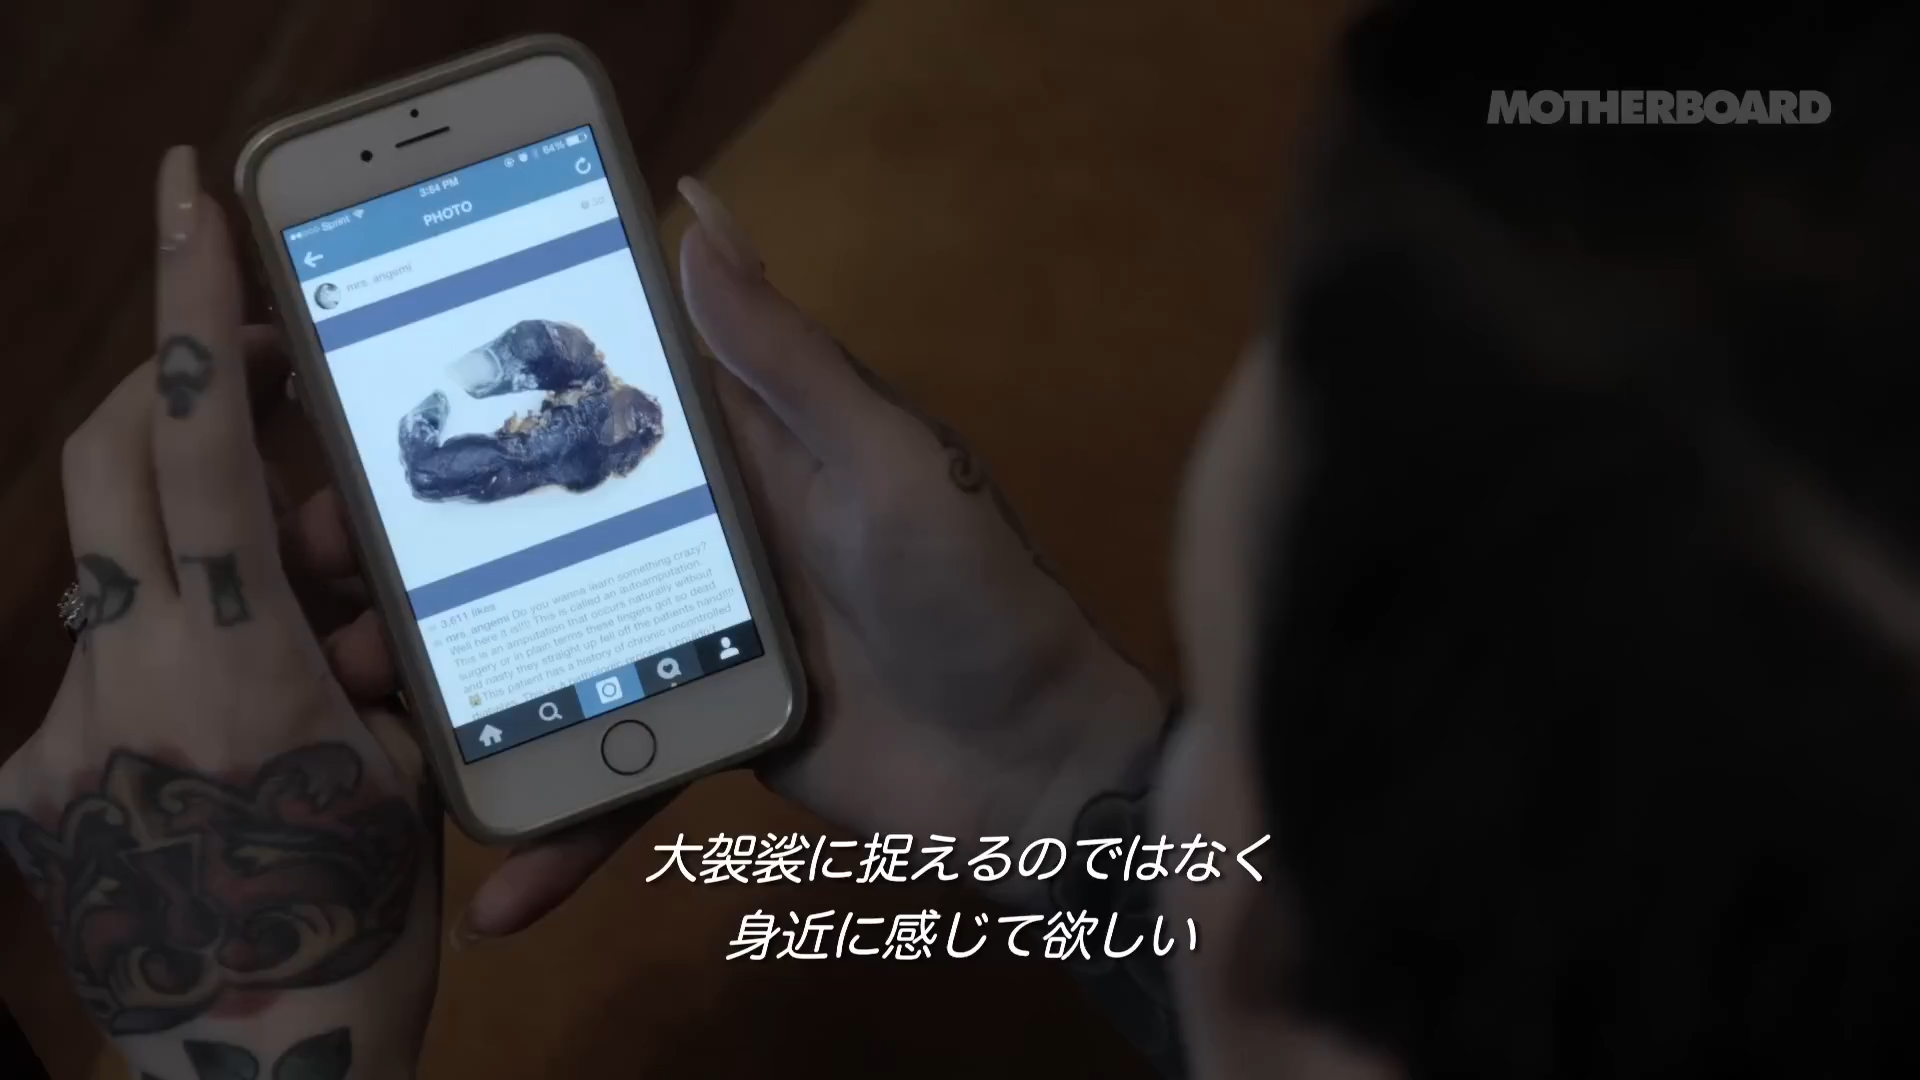 MOTHERBOARD
Sprint
3:54 PM
64%
PHOTO
mrs_angemi
3,611 likes
mrs_angemi Do you wanna learn something crazy?
Well here it is!!!! This is called an autoamputation.
This is an amputation that occurs naturally without
surgery or in plain terms these fingers got so dead
and nasty they straight up fell off the patients hand!!!!
This patient has a history of chronic uncontrolled
diabetes. This is a
大袈裟に捉えるのではなく
身近に感じて欲しい